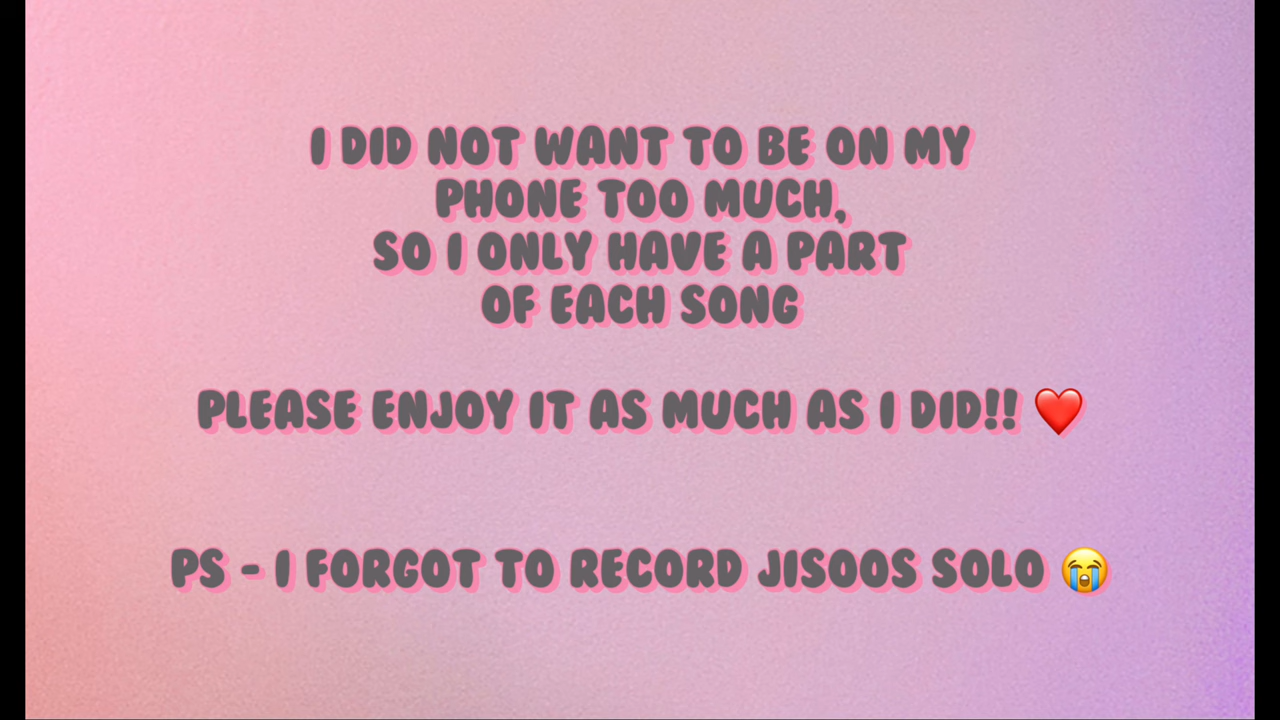 I DID NOT WANT TO BE ON MY
PHONE TOO MUCH,
SO I ONLY HAVE A PART
OF EACH SONG
PLEASE ENJOY IT AS MUCH AS I DID!! ❤️
PS - I FORGOT TO RECORD JISOOS SOLO 😭